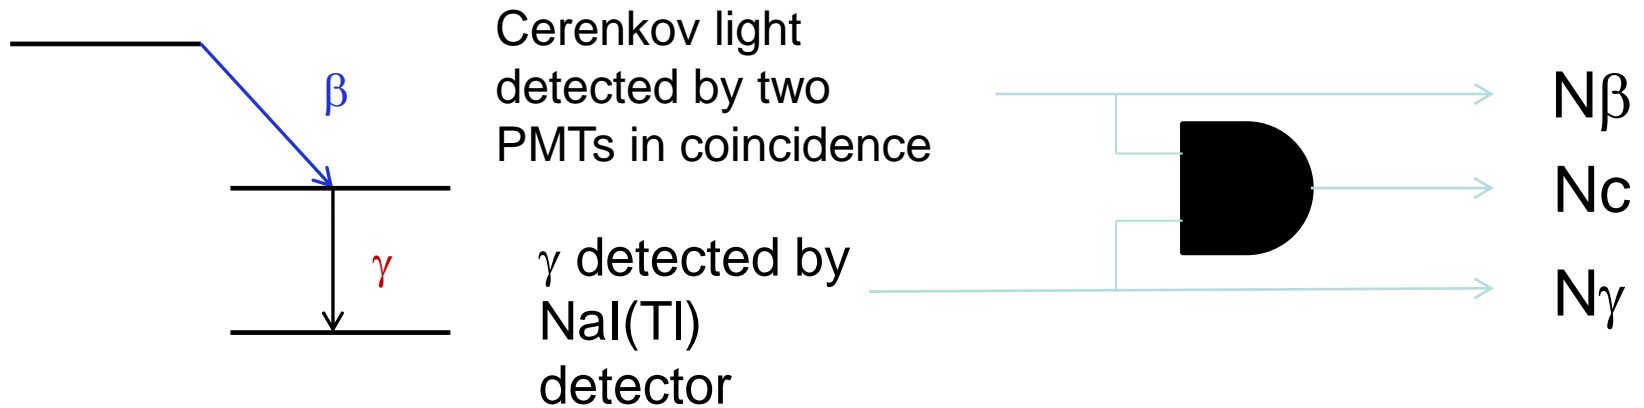 β
γ
Cerenkov light
detected by two
PMTs in coincidence
γ detected by
NaI(Tl)
detector
Nβ
Nc
Nγ